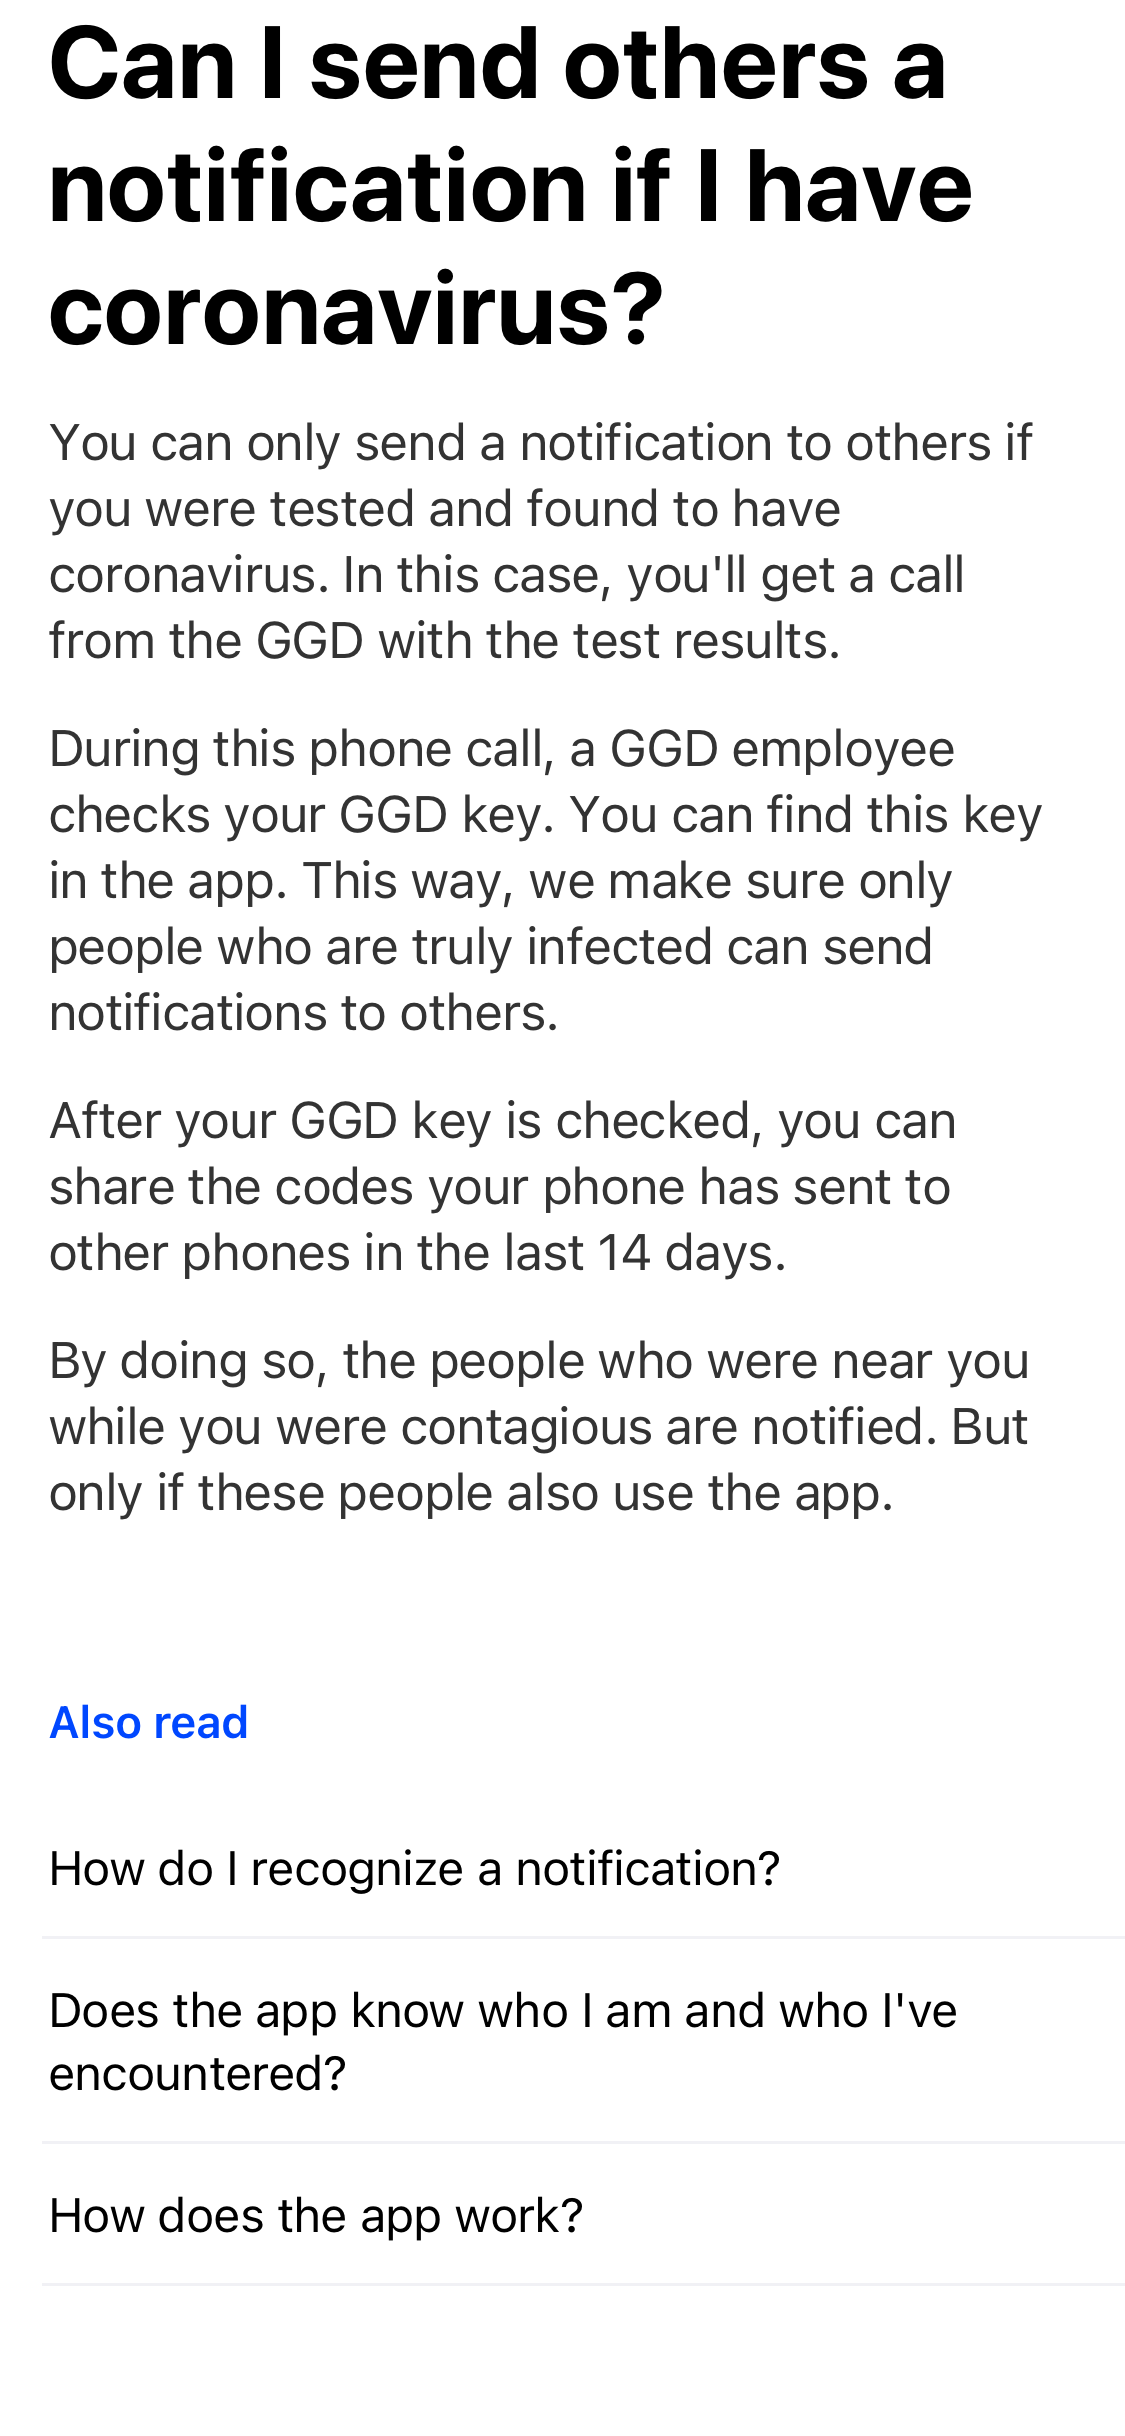 Can I send others a
notification if I have
coronavirus?
You can only send a notification to others if
you were tested and found to have
coronavirus. In this case, you'll get a call
from the GGD with the test results.
During this phone call, a GGD employee
checks your GGD key. You can find this key
in the app. This way, we make sure only
people who are truly infected can send
notifications to others.
After your GGD key is checked, you can
share the codes your phone has sent to
other phones in the last 14 days.
By doing so, the people who were near you
while you were contagious are notified. But
only if these people also use the app.
Also read
How do I recognize a notification?
Does the app know who I am and who I've
encountered?
How does the app work?